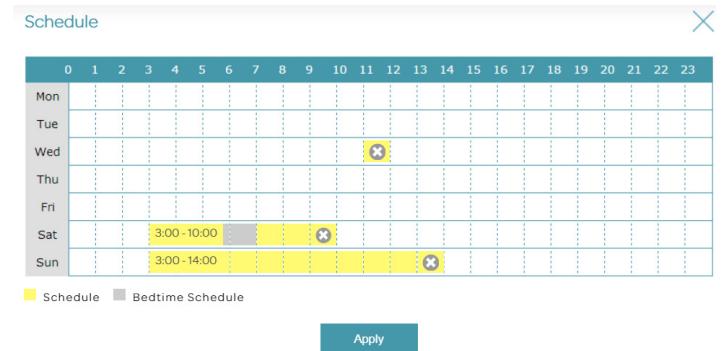 Schedule
0 1 2 3 4 5 6 7 8 9 10 11 12 13 14 15 16 17 18 19 20 21 22 23
Mon
Tue
Wed
Thu
Fri
Sat 3:00 - 10:00
Sun 3:00 - 14:00
Schedule Bedtime Schedule
Apply